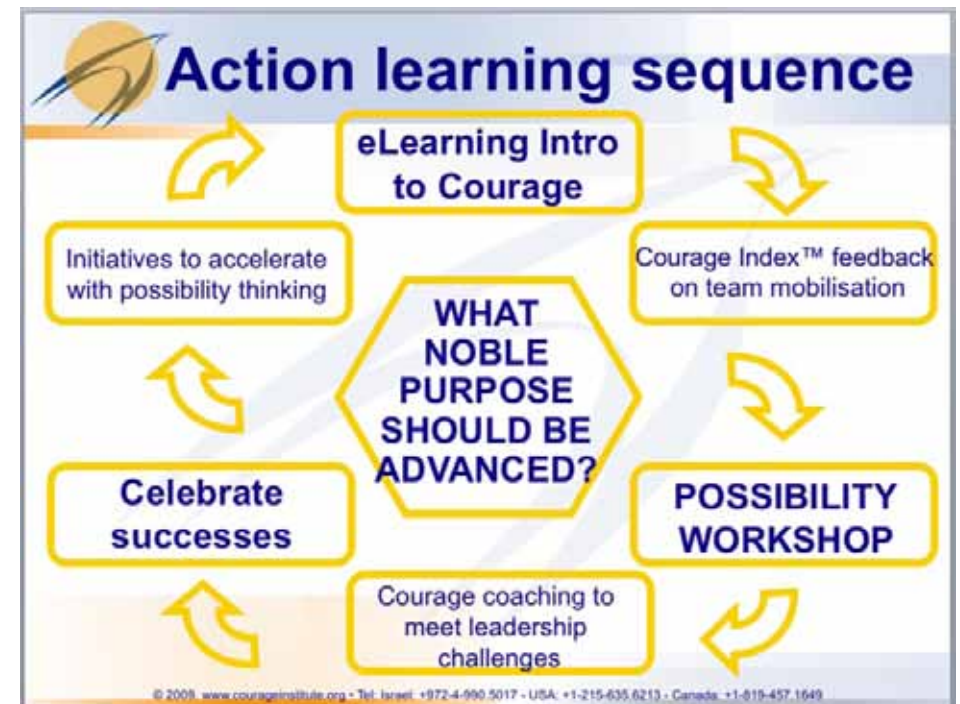 Action learning sequence
eLearning Intro
to Courage
Courage Index™ feedback
on team mobilisation
POSSIBILITY
WORKSHOP
Courage coaching to
meet leadership
challenges
Celebrate
successes
Initiatives to accelerate
with possibility thinking
WHAT
NOBLE
PURPOSE
SHOULD BE
ADVANCED?
© 2009. www.courageinstitute.org • Tel: Israel: +972-4-990.5017 - USA: +1-215-635.6213 - Canada: +1-819-457.1649